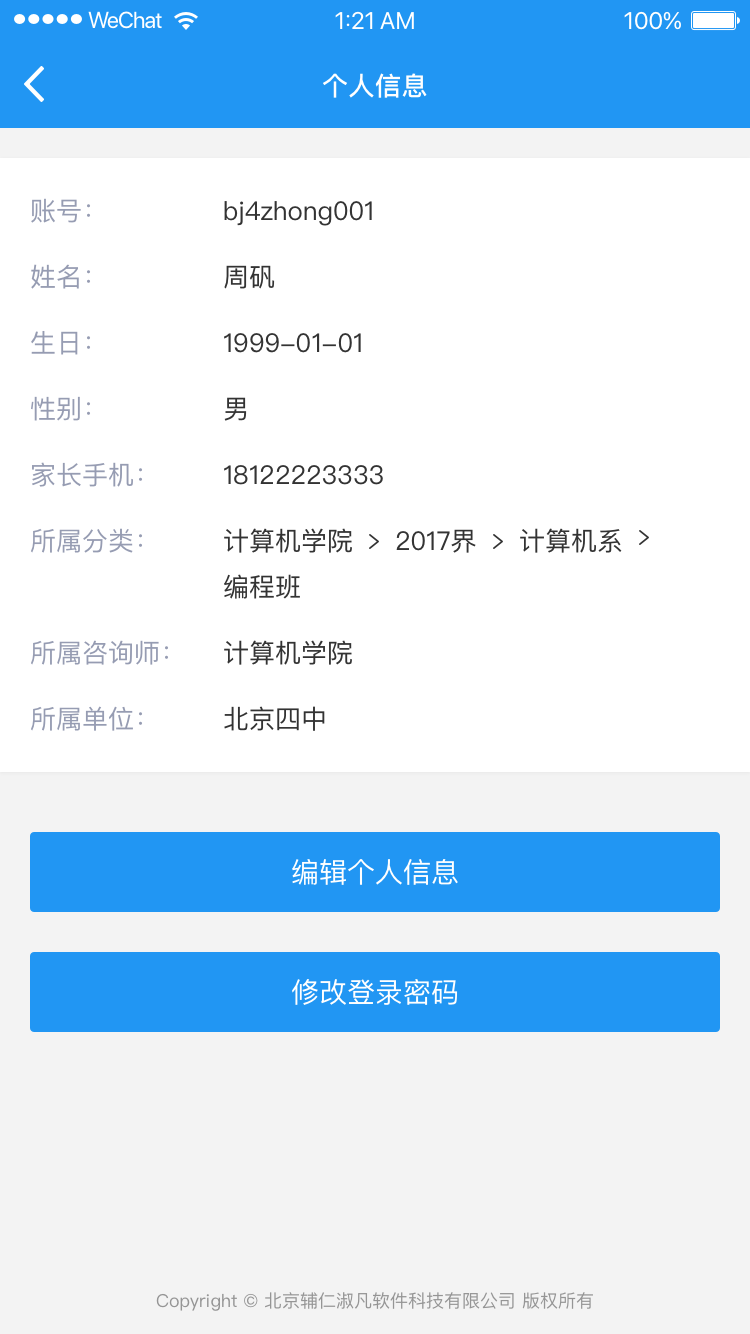 WeChat 1:21 AM 100%
个人信息
账号： bj4zhong001
姓名： 周矾
生日： 1999-01-01
性别： 男
家长手机： 18122223333
所属分类： 计算机学院 > 2017界 > 计算机系 >
编程班
所属咨询师： 计算机学院
所属单位： 北京四中
编辑个人信息
修改登录密码
Copyright © 北京辅仁淑凡软件科技有限公司 版权所有